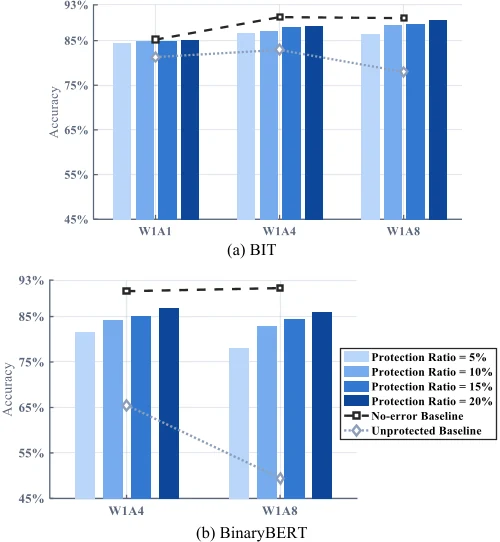 93%
85%
75%
65%
55%
45%
Accuracy
W1A1 W1A4 W1A8
(a) BIT
93%
85%
75%
65%
55%
45%
Accuracy
W1A4 W1A8
Protection Ratio = 5%
Protection Ratio = 10%
Protection Ratio = 15%
Protection Ratio = 20%
No-error Baseline
Unprotected Baseline
(b) BinaryBERT